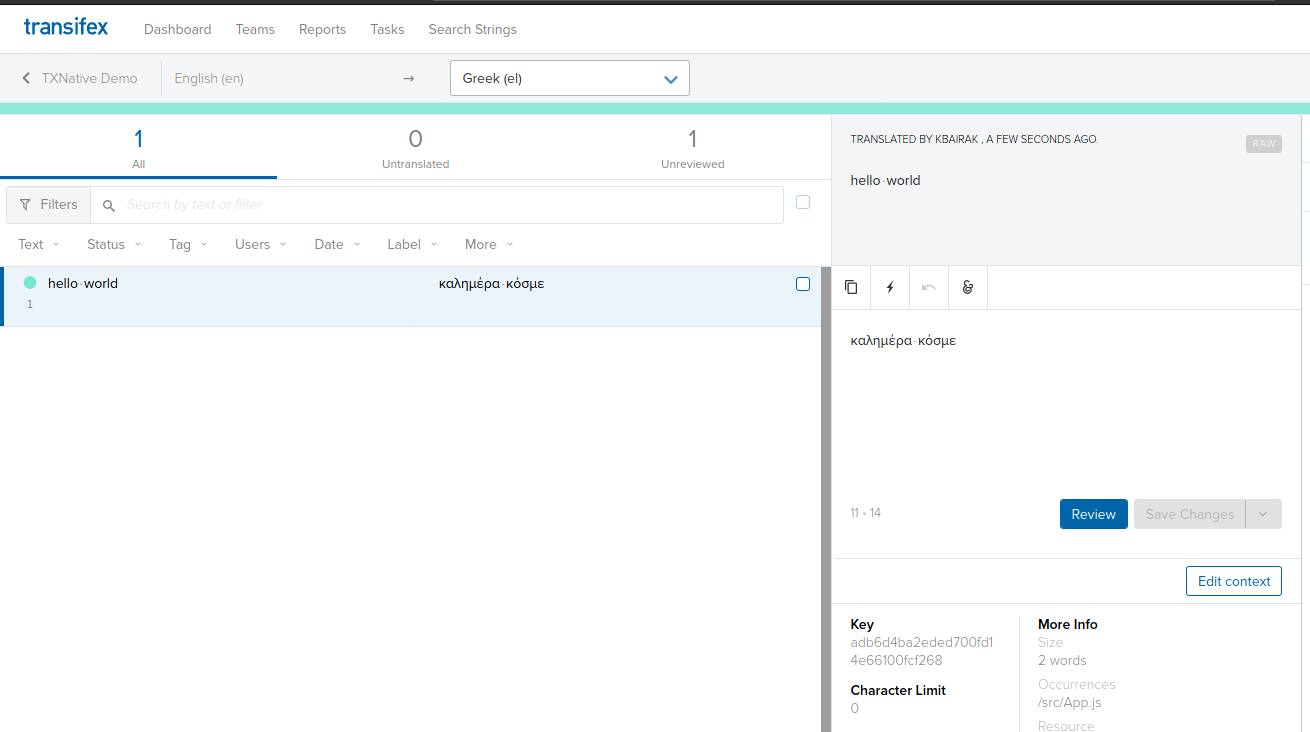 transifex
Dashboard Teams Reports Tasks Search Strings
TXNative Demo English (en) → Greek (el)
1 0 1
All Untranslated Unreviewed
Filters Search by text or filter
Text Status Tag Users Date Label More
hello·world καλημέρα·κόσμε
1
TRANSLATED BY KBAIRAK , A FEW SECONDS AGO.
RAW
hello·world
καλημέρα·κόσμε
11 • 14
Review Save Changes
Edit context
Key
adb6d4ba2eded700fd1
4e66100fcf268
Character Limit
0
More Info
Size
2 words
Occurrences
/src/App.js
Resource